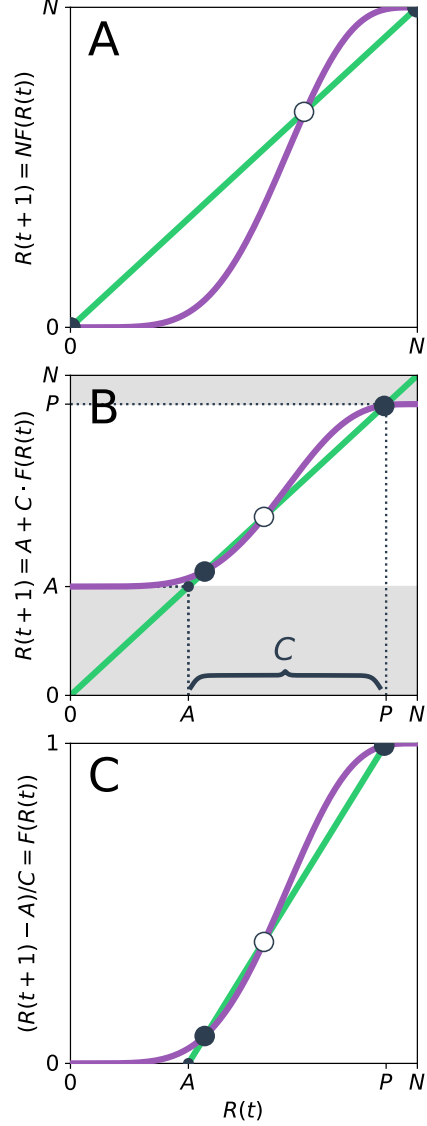 N
A
R(t + 1) = NF(R(t))
0
0
N
N
P
B
R(t + 1) = A + C · F(R(t))
A
C
0
0
A
P
N
1
C
(R(t + 1) − A)/C = F(R(t))
0
0
A
P
N
R(t)